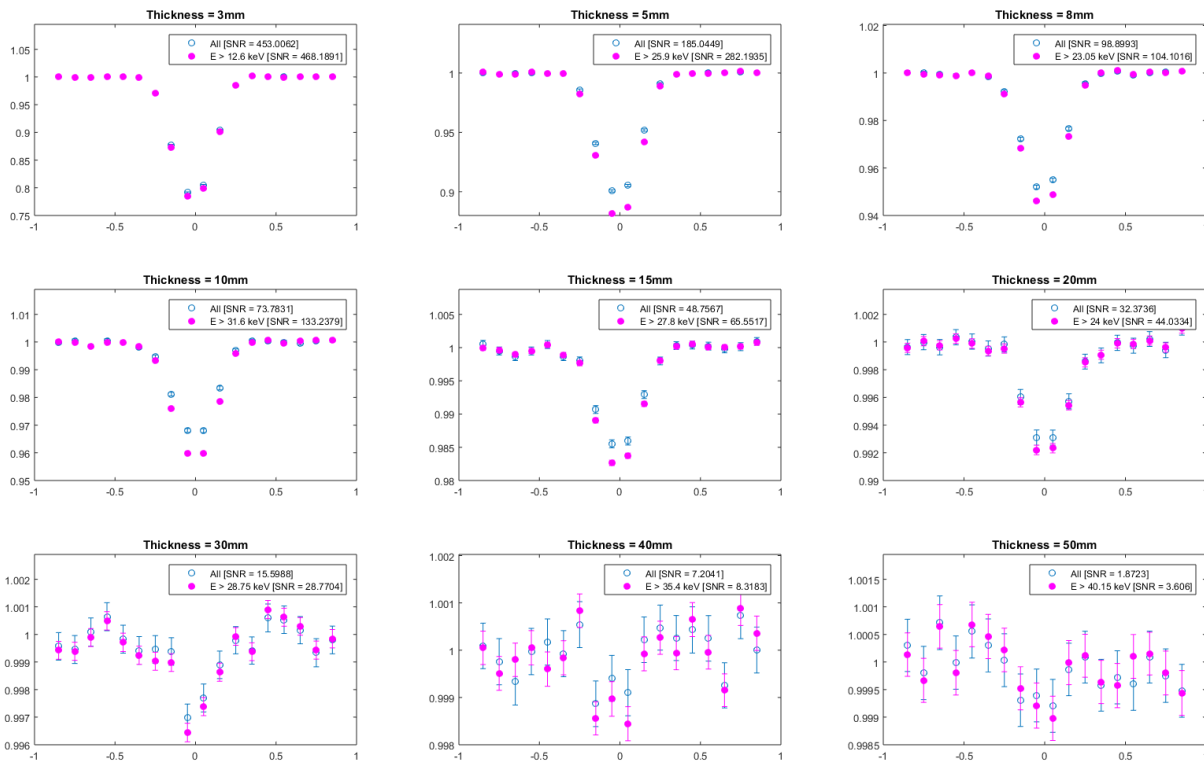 Thickness = 3mm
All [SNR = 453.0062]
E > 12.6 keV [SNR = 468.1891]
1.05
1
0.95
0.9
0.85
0.8
0.75
-1 -0.5 0 0.5 1
Thickness = 5mm
All [SNR = 185.0449]
E > 25.9 keV [SNR = 282.1935]
1
0.95
0.9
-1 -0.5 0 0.5 1
Thickness = 8mm
All [SNR = 98.8993]
E > 23.05 keV [SNR = 104.1016]
1.02
1
0.98
0.96
0.94
-1 -0.5 0 0.5 1
Thickness = 10mm
All [SNR = 73.7831]
E > 31.6 keV [SNR = 133.2379]
1.01
1
0.99
0.98
0.97
0.96
0.95
-1 -0.5 0 0.5 1
Thickness = 15mm
All [SNR = 48.7567]
E > 27.8 keV [SNR = 65.5517]
1.005
1
0.995
0.99
0.985
0.98
-1 -0.5 0 0.5 1
Thickness = 20mm
All [SNR = 32.3736]
E > 24 keV [SNR = 44.0334]
1.002
1
0.998
0.996
0.994
0.992
0.99
-1 -0.5 0 0.5 1
Thickness = 30mm
All [SNR = 15.5988]
E > 28.75 keV [SNR = 28.7704]
1.002
1.001
1
0.999
0.998
0.997
0.996
-1 -0.5 0 0.5 1
Thickness = 40mm
All [SNR = 7.2041]
E > 35.4 keV [SNR = 8.3183]
1.002
1.001
1
0.999
0.998
-1 -0.5 0 0.5 1
Thickness = 50mm
All [SNR = 1.8723]
E > 40.15 keV [SNR = 3.606]
1.0015
1.001
1.0005
1
0.9995
0.999
0.9985
-1 -0.5 0 0.5 1